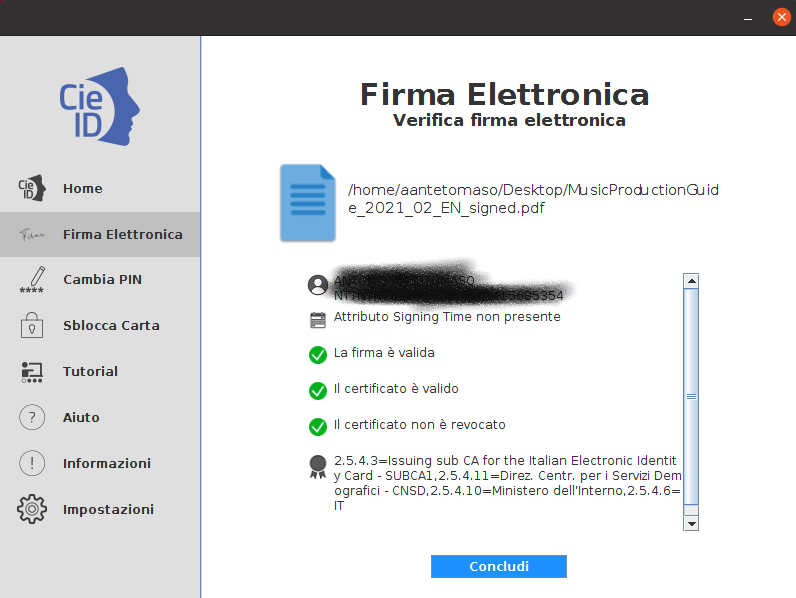 Cie
ID
Firma Elettronica
Verifica firma elettronica
Cie
ID
Home
Firma Elettronica
Cambia PIN
Sblocca Carta
Tutorial
Aiuto
Informazioni
Impostazioni
/home/aantetomaso/Desktop/MusicProductionGuid
e_2021_02_EN_signed.pdf
Attributo Signing Time non presente
La firma è valida
Il certificato è valido
Il certificato non è revocato
2.5.4.3=Issuing sub CA for the Italian Electronic Identit
y Card - SUBCA1,2.5.4.11=Direz. Centr. per i Servizi Dem
ografici - CNSD,2.5.4.10=Ministero dell'Interno,2.5.4.6=
IT
Concludi